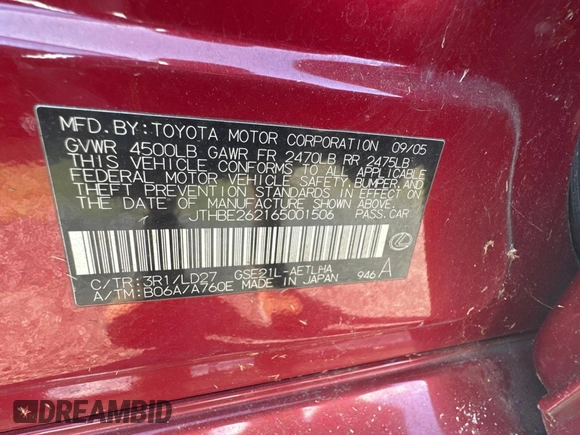 MFD. BY: TOYOTA MOTOR CORPORATION 09/05
GVWR 4500LB GAWR FR 2470LB RR 2475LB
THIS VEHICLE CONFORMS TO ALL APPLICABLE
FEDERAL MOTOR VEHICLE SAFETY, BUMPER, AND
THEFT PREVENTION STANDARDS IN EFFECT ON
THE DATE OF MANUFACTURE SHOWN ABOVE.
JTHBE262165001506 PASS. CAR
C/TR: 3R1/LD27 GSE21L-AETLHA
A/TM: B06A/A760E MADE IN JAPAN 946 A
DREAMBID